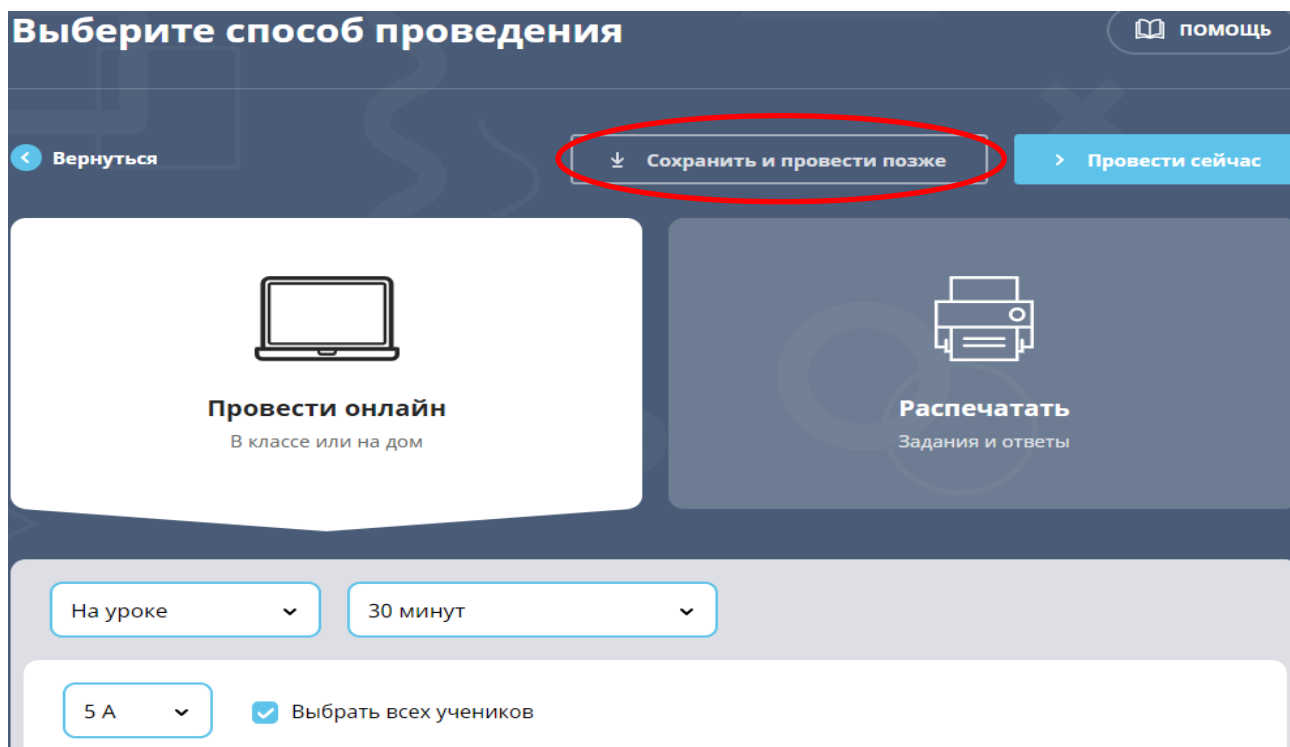 Выберите способ проведения
помощь
Вернуться
Сохранить и провести позже
Провести сейчас
Провести онлайн
В классе или на дом
Распечатать
Задания и ответы
На уроке
30 минут
5 А
Выбрать всех учеников